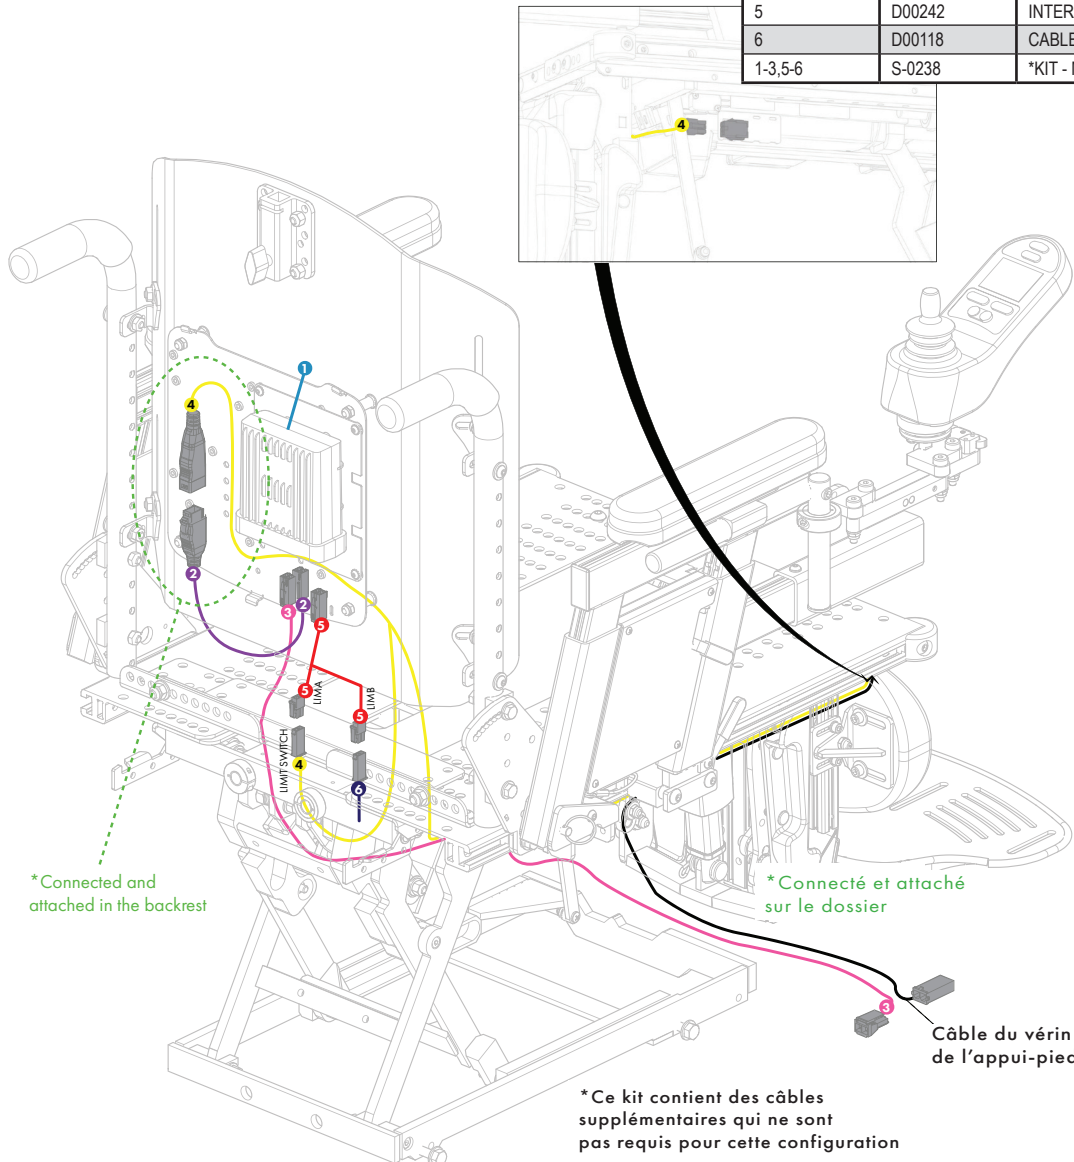 5 D00242 INTER
6 D00118 CABLE
1-3,5-6 S-0238 *KIT -
4
1
4
2
3
2
5
5
LIMA
5
LIMB
LIMIT SWITCH
4
6
*Connected and
attached in the backrest
*Connecté et attaché
sur le dossier
3
Câble du vérin
de l'appui-pied
*Ce kit contient des câbles
supplémentaires qui ne sont
pas requis pour cette configuration